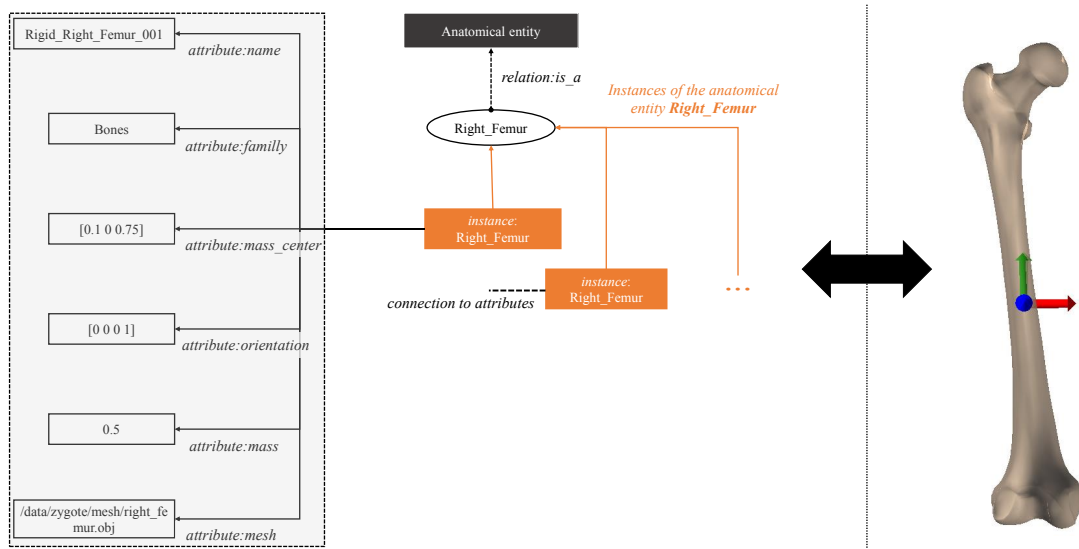 Rigid_Right_Femur_001
attribute:name
Bones
attribute:familly
[0.1 0 0.75]
attribute:mass_center
[0 0 0 1]
attribute:orientation
0.5
attribute:mass
/data/zygote/mesh/right_fe
mur.obj
attribute:mesh
Anatomical entity
relation:is_a
Right_Femur
Instances of the anatomical
entity Right_Femur
instance:
Right_Femur
instance:
Right_Femur
connection to attributes
...